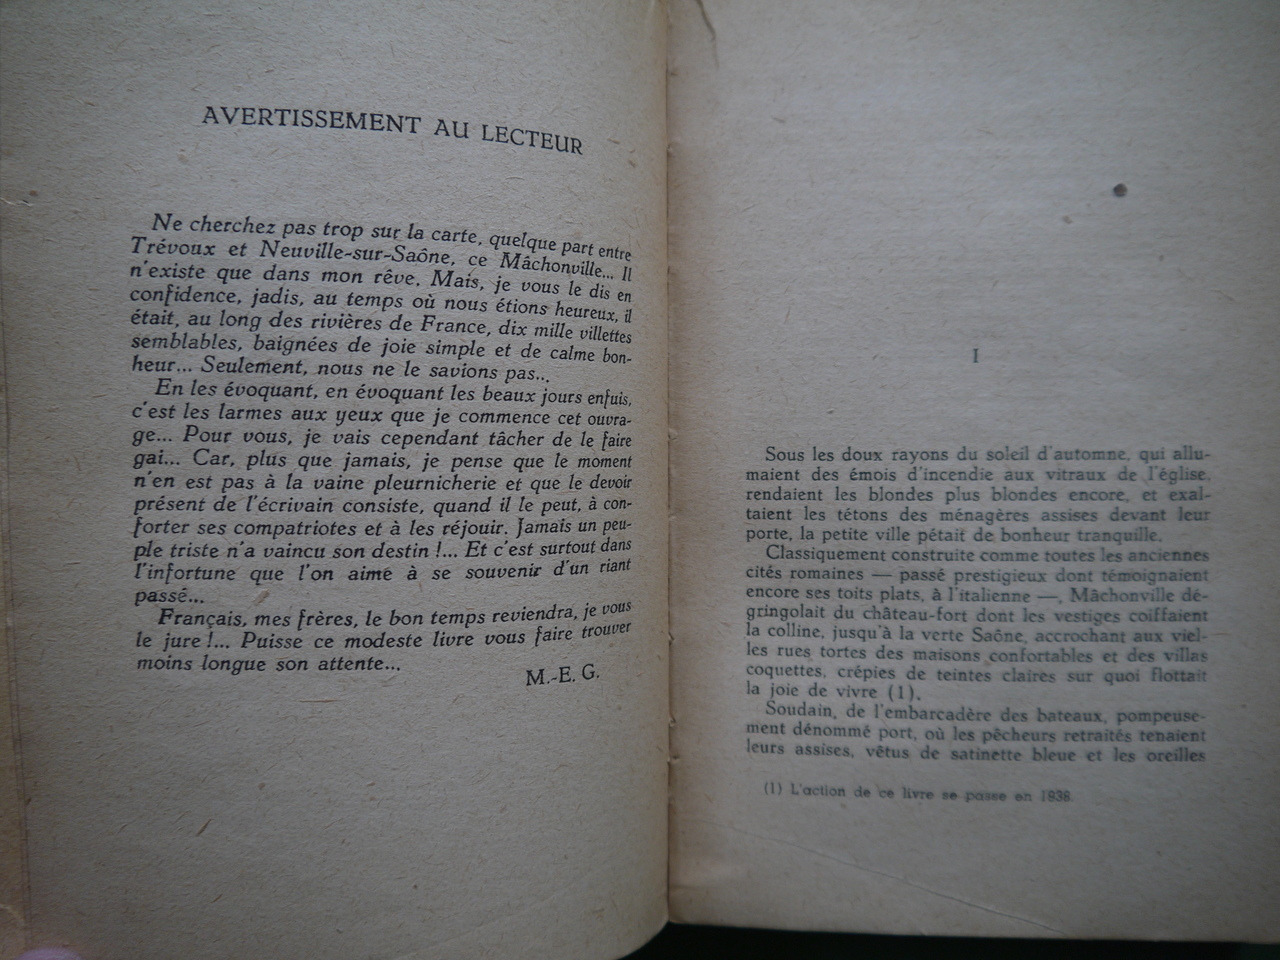 AVERTISSEMENT AU LECTEUR
Ne cherchez pas trop sur la carte, quelque part entre
Trévoux et Neuville-sur-Saône, ce Mâchonville... Il
n'existe que dans mon rêve. Mais, je vous le dis en
confidence, jadis, au temps où nous étions heureux, il
était, au long des rivières de France, dix mille villettes
semblables, baignées de joie simple et de calme bon-
heur... Seulement, nous ne le savions pas...
En les évoquant, en évoquant les beaux jours enfuis,
c'est les larmes aux yeux que je commence cet ouvra-
ge... Pour vous, je vais cependant tâcher de le faire
gai... Car, plus que jamais, je pense que le moment
n'en est pas à la vaine pleurnicherie et que le devoir
présent de l'écrivain consiste, quand il le peut, à con-
forter ses compatriotes et à les réjouir. Jamais un peu-
ple triste n'a vaincu son destin !... Et c'est surtout dans
l'infortune que l'on aime à se souvenir d'un riant
passé...
Français, mes frères, le bon temps reviendra, je vous
le jure !... Puisse ce modeste livre vous faire trouver
moins longue son attente...
M.-E. G.
I
Sous les doux rayons du soleil d'automne, qui allu-
maient des émois d'incendie aux vitraux de l'église,
rendaient les blondes plus blondes encore, et exal-
taient les tétons des ménagères assises devant leur
porte, la petite ville pétait de bonheur tranquille.
Classiquement construite comme toutes les anciennes
cités romaines — passé prestigieux dont témoignaient
encore ses toits plats, à l'italienne —, Mâchonville dé-
gringolait du château-fort dont les vestiges coiffaient
la colline, jusqu'à la verte Saône, accrochant aux viel-
les rues tortes des maisons confortables et des villas
coquettes, crépies de teintes claires sur quoi flottait
la joie de vivre (1).
Soudain, de l'embarcadère des bateaux, pompeuse-
ment dénommé port, où les pêcheurs retraités tenaient
leurs assises, vêtus de satinette bleue et les oreilles
(1) L'action de ce livre se passe en 1938.